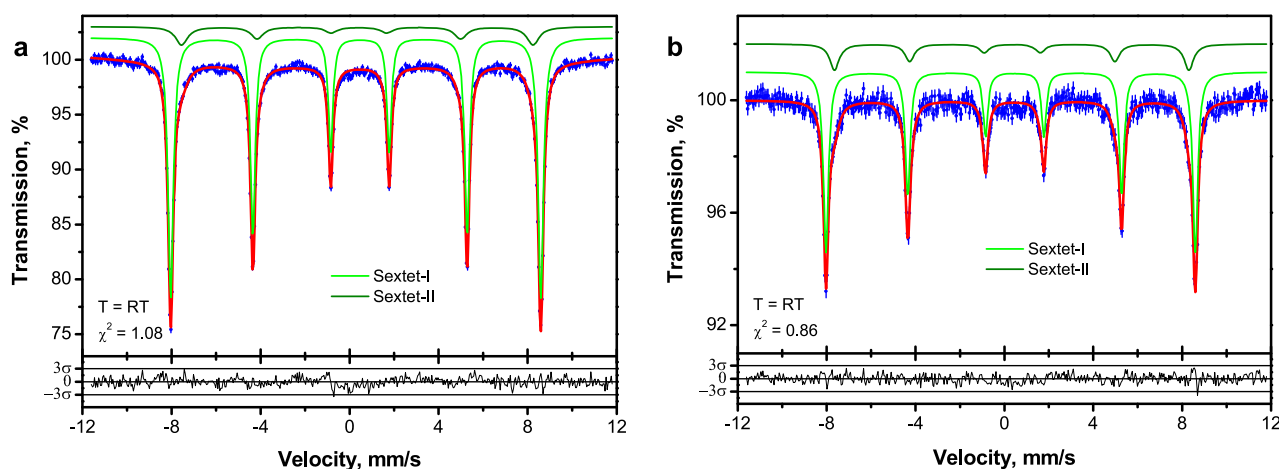 a
100
95
90
85
80
75
Transmission, %
Sextet-I
Sextet-II
T = RT
χ² = 1.08
3σ
0
−3σ
-12 -8 -4 0 4 8 12
Velocity, mm/s
b
100
96
92
Transmission, %
Sextet-I
Sextet-II
T = RT
χ² = 0.86
3σ
0
−3σ
-12 -8 -4 0 4 8 12
Velocity, mm/s